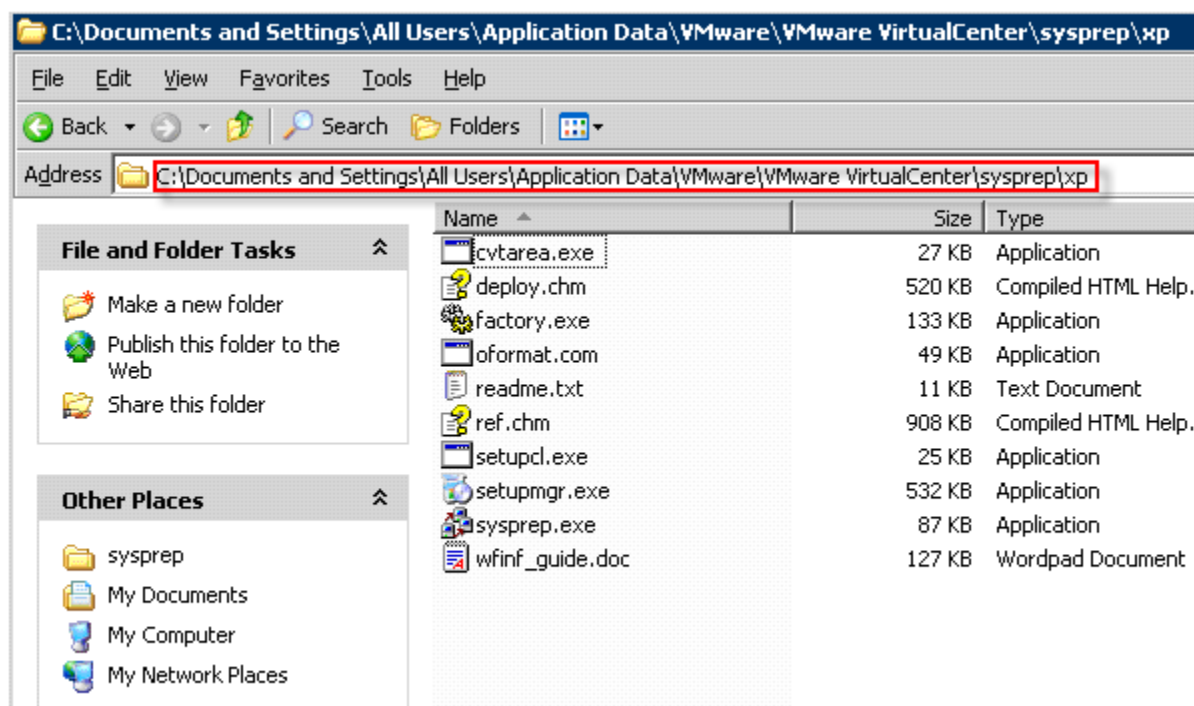 C:\Documents and Settings\All Users\Application Data\VMware\VMware VirtualCenter\sysprep\xp
File Edit View Favorites Tools Help
Back Search Folders
Address C:\Documents and Settings\All Users\Application Data\VMware\VMware VirtualCenter\sysprep\xp
File and Folder Tasks
Make a new folder
Publish this folder to the
Web
Share this folder
Other Places
sysprep
My Documents
My Computer
My Network Places
Name Size Type
cvtarea.exe 27 KB Application
deploy.chm 520 KB Compiled HTML Help.
factory.exe 133 KB Application
oformat.com 49 KB Application
readme.txt 11 KB Text Document
ref.chm 908 KB Compiled HTML Help.
setupcl.exe 25 KB Application
setupmgr.exe 532 KB Application
sysprep.exe 87 KB Application
wfinf_guide.doc 127 KB Wordpad Document